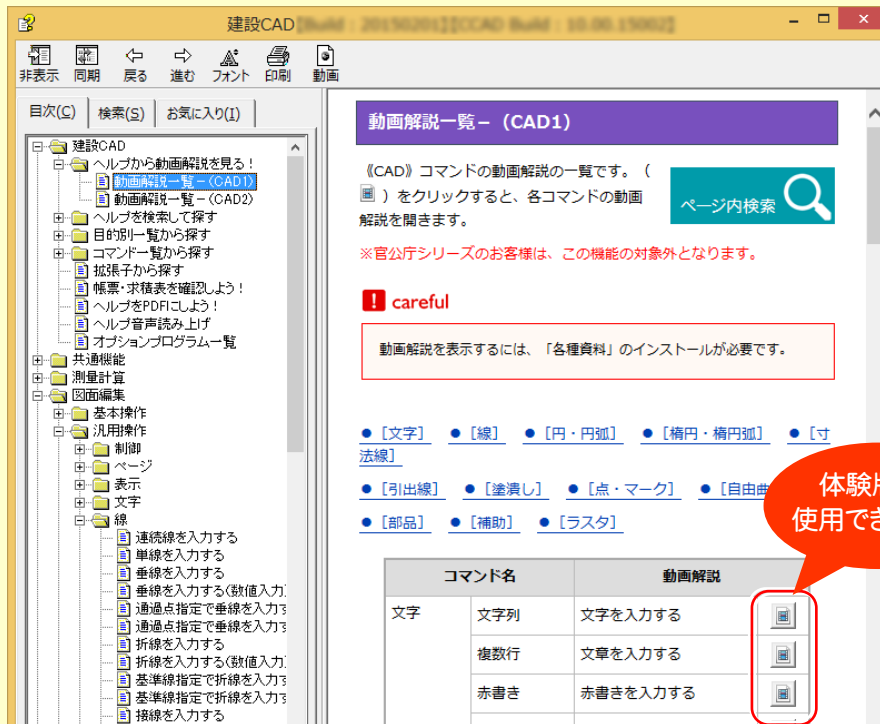 建設CAD
非表示 同期 戻る 進む フォント 印刷 動画
目次(C) 検索(S) お気に入り(I)
建設CAD
ヘルプから動画解説を見る！
動画解説一覧－(CAD1)
動画解説一覧－(CAD2)
ヘルプを検索して探す
目的別一覧から探す
コマンド一覧から探す
拡張子から探す
帳票・求積表を確認しよう！
ヘルプをPDFにしよう！
ヘルプ音声読み上げ
オプションプログラム一覧
共通機能
測量計算
図面編集
基本操作
汎用操作
制御
ページ
表示
文字
線
連続線を入力する
単線を入力する
垂線を入力する
垂線を入力する(数値入力
通過点指定で垂線を入力す
通過点指定で垂線を入力す
折線を入力する
折線を入力する(数値入力
基準線指定で折線を入力す
基準線指定で折線を入力す
接線を入力する
動画解説一覧－（CAD1）
《CAD》コマンドの動画解説の一覧です。（
）をクリックすると、各コマンドの動画
解説を開きます。
ページ内検索
※官公庁シリーズのお客様は、この機能の対象外となります。
careful
動画解説を表示するには、「各種資料」のインストールが必要です。
●［文字］ ●［線］ ●［円・円弧］ ●［楕円・楕円弧］ ●［寸
法線］
●［引出線］ ●［塗潰し］ ●［点・マーク］ ●［自由曲
●［部品］ ●［補助］ ●［ラスタ］
体験版
使用でき
コマンド名 動画解説
文字 文字列 文字を入力する
複数行 文章を入力する
赤書き 赤書きを入力する